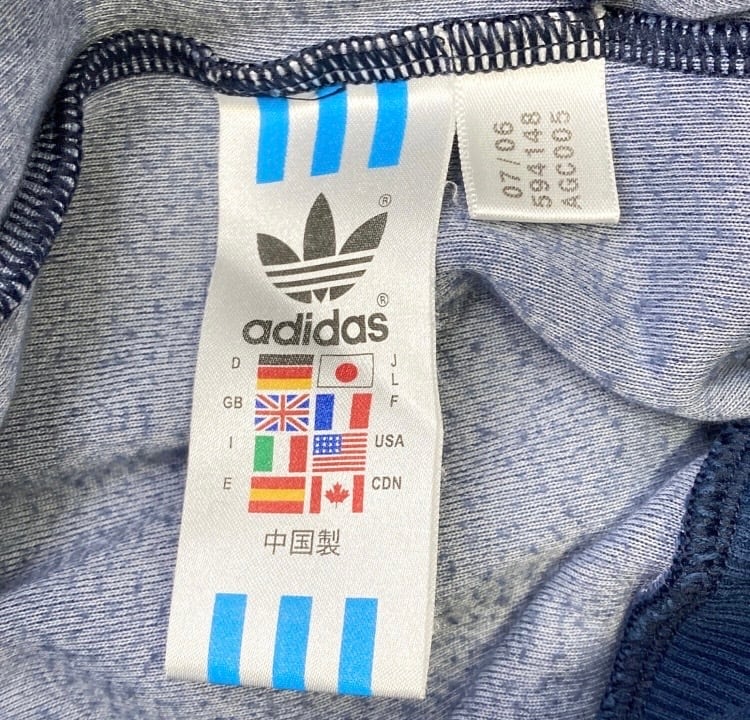 ®
®
adidas
D
J
L
GB
F
I
USA
E
CDN
中国製
07/06
594148
AGC005